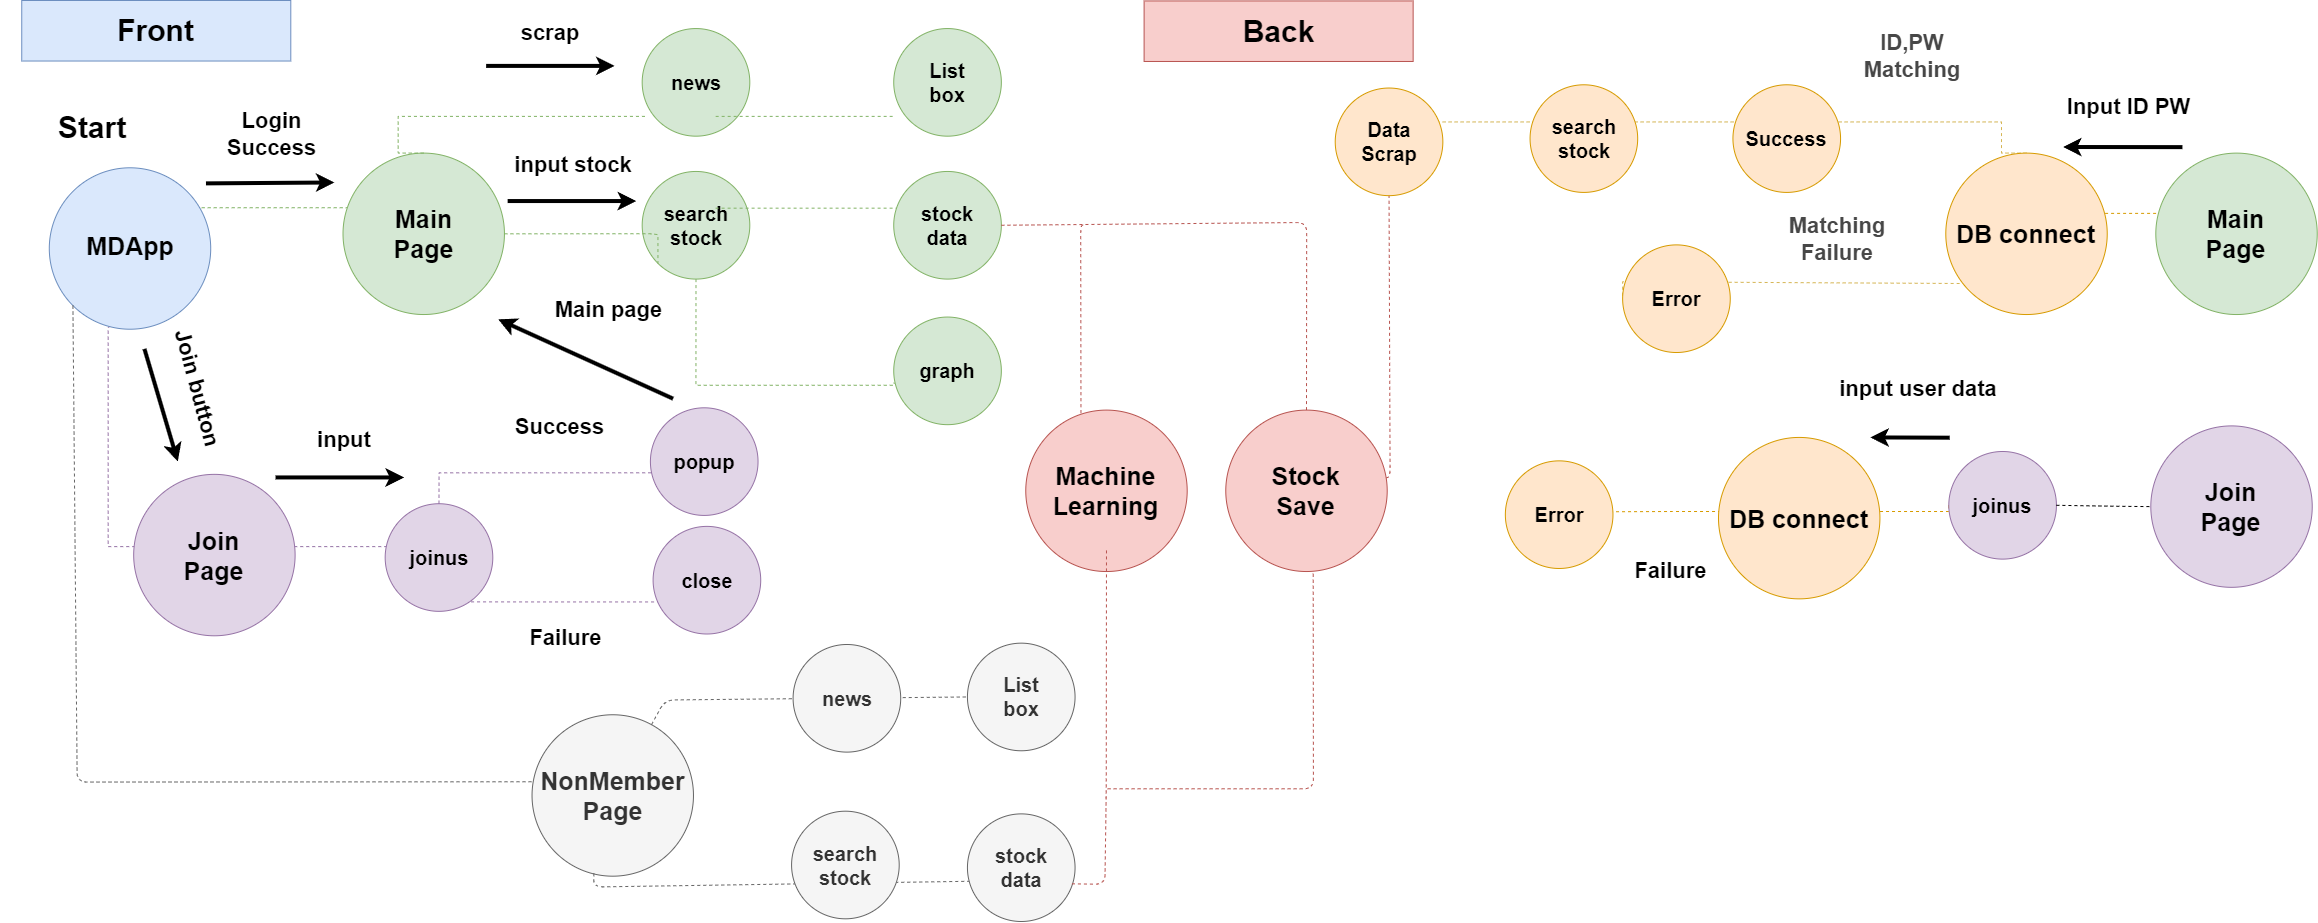 Front
Back
scrap
news
List
box
Start
Login
Success
MDApp
Main
Page
input stock
search
stock
stock
data
Main page
graph
Join button
input
Success
popup
Join
Page
joinus
close
Failure
Machine
Learning
Stock
Save
NonMember
Page
news
List
box
search
stock
stock
data
ID,PW
Matching
Input ID PW
Data
Scrap
search
stock
Success
Matching
Failure
DB connect
Main
Page
Error
input user data
Error
DB connect
joinus
Join
Page
Failure